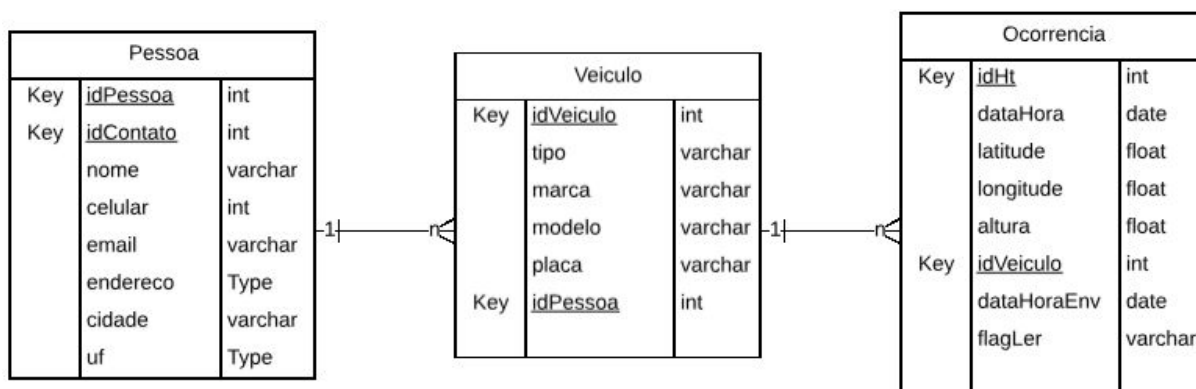 Pessoa
Key idPessoa int
Key idContato int
nome varchar
celular int
email varchar
endereco Type
cidade varchar
uf Type
1 n
Veiculo
Key idVeiculo int
tipo varchar
marca varchar
modelo varchar
placa varchar
Key idPessoa int
1 n
Ocorrencia
Key idHt int
dataHora date
latitude float
longitude float
altura float
Key idVeiculo int
dataHoraEnv date
flagLer varchar